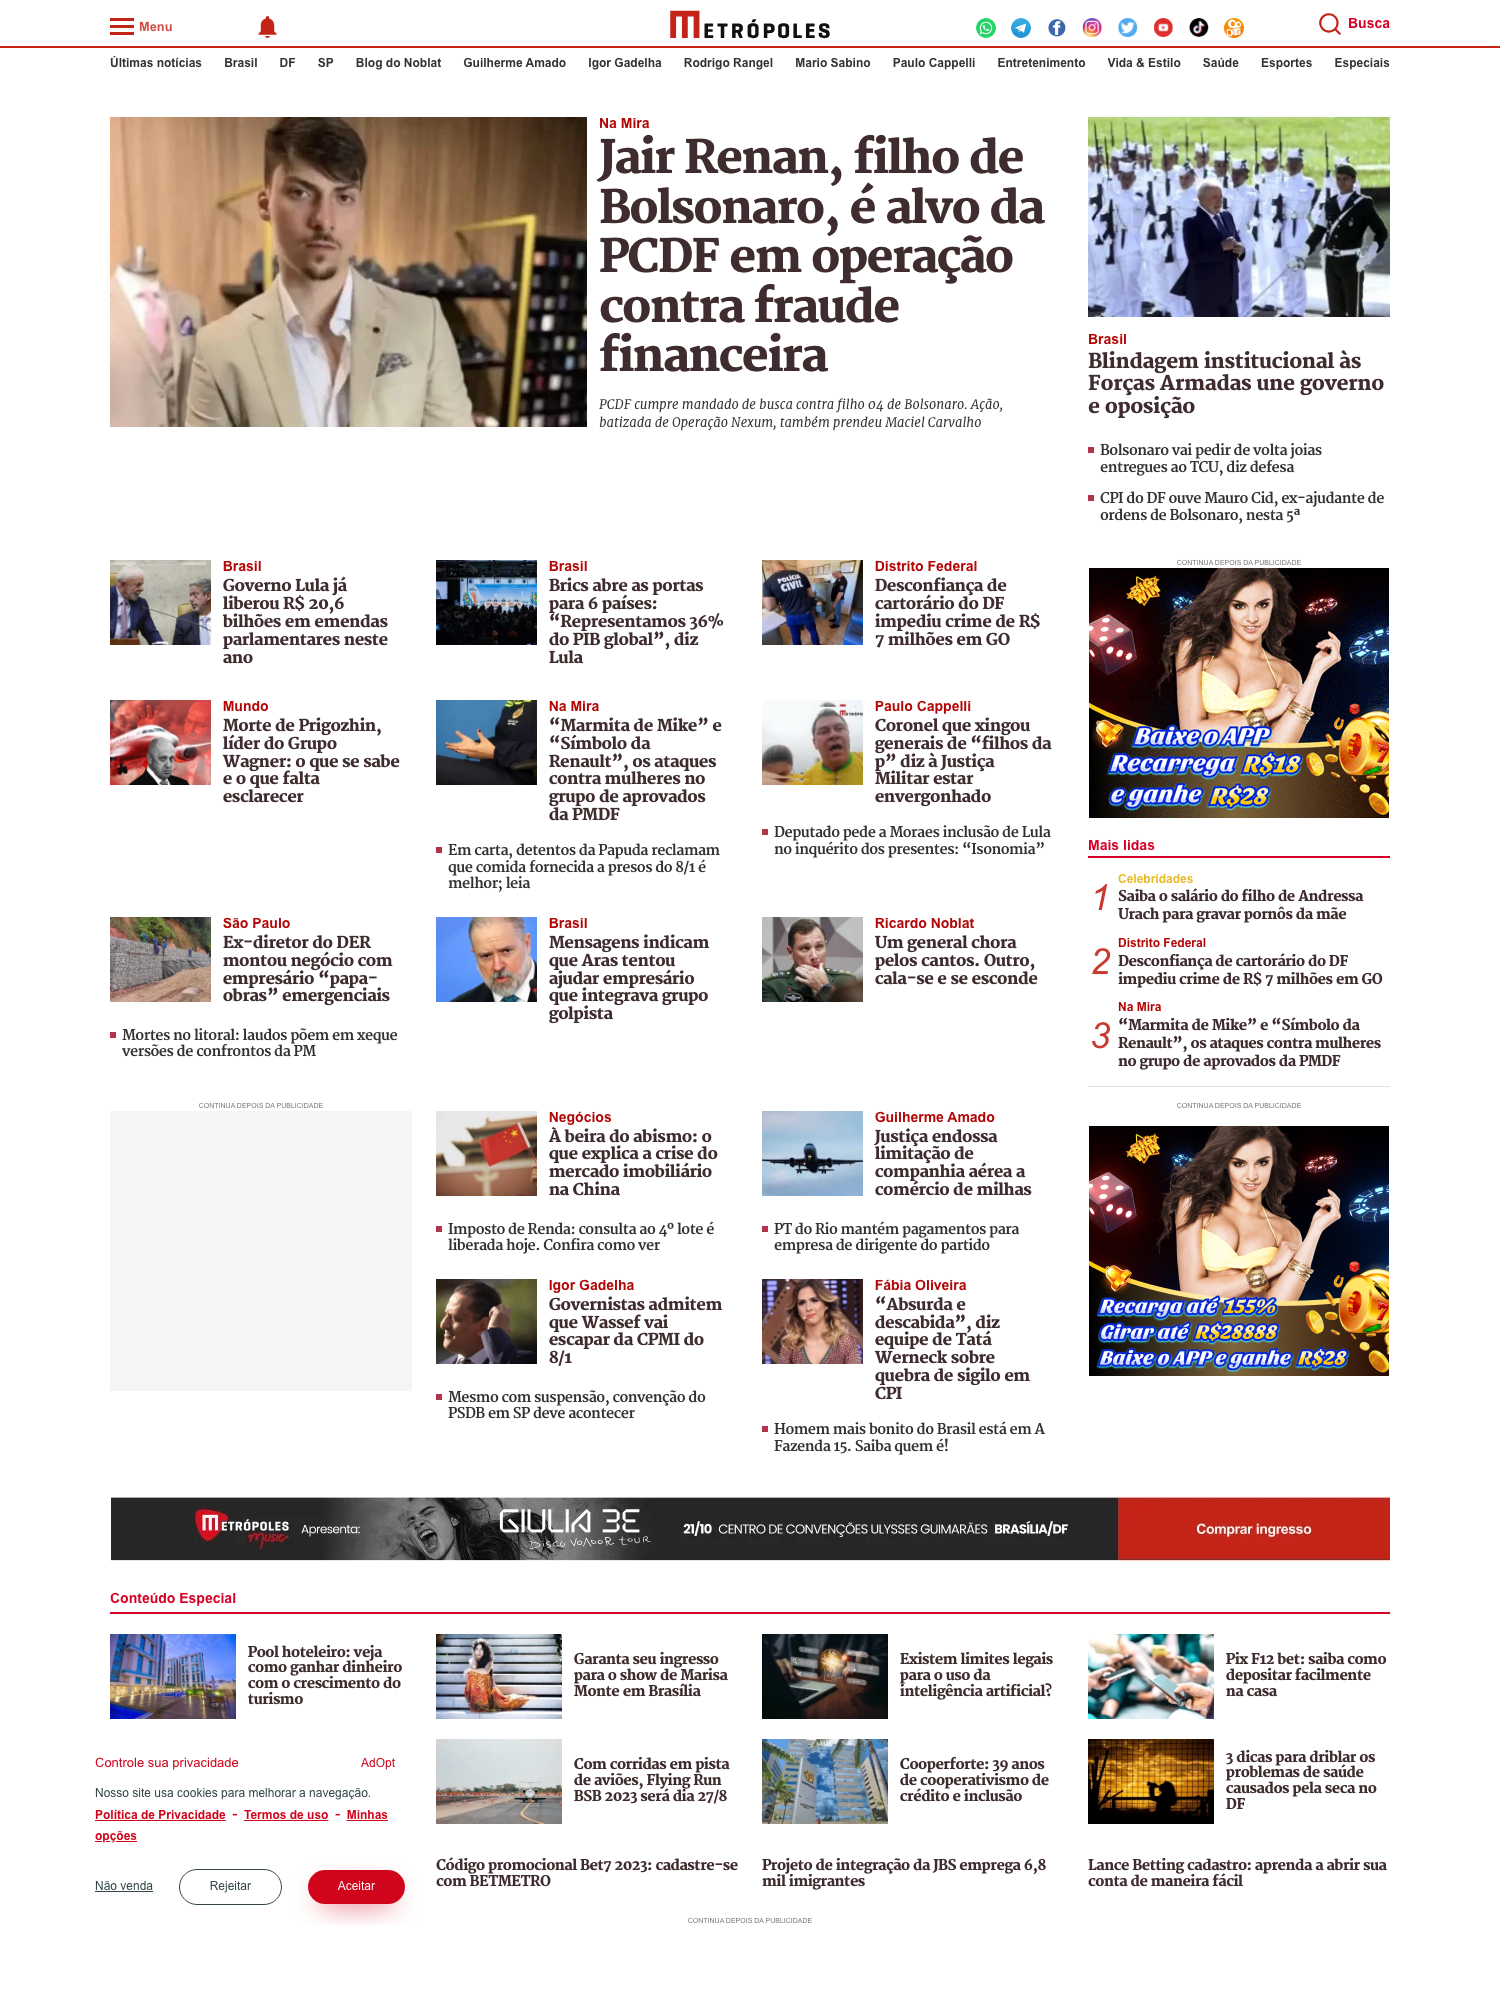 Menu
METRÓPOLES
Busca
Últimas notícias Brasil DF SP Blog do Noblat Guilherme Amado Igor Gadelha Rodrigo Rangel Mario Sabino Paulo Cappelli Entretenimento Vida & Estilo Saúde Esportes Especiais
Na Mira
Jair Renan, filho de
Bolsonaro, é alvo da
PCDF em operação
contra fraude
financeira
PCDF cumpre mandado de busca contra filho 04 de Bolsonaro. Ação,
batizada de Operação Nexum, também prendeu Maciel Carvalho
Brasil
Blindagem institucional às
Forças Armadas une governo
e oposição
Bolsonaro vai pedir de volta joias
entregues ao TCU, diz defesa
CPI do DF ouve Mauro Cid, ex-ajudante de
ordens de Bolsonaro, nesta 5ª
Brasil
Governo Lula já
liberou R$ 20,6
bilhões em emendas
parlamentares neste
ano
Brasil
Brics abre as portas
para 6 países:
“Representamos 36%
do PIB global”, diz
Lula
POLÍCIA
CIVIL
Distrito Federal
Desconfiança de
cartorário do DF
impediu crime de R$
7 milhões em GO
CONTINUA DEPOIS DA PUBLICIDADE
Baixe o APP
Recarrega R$18
e ganhe R$28
Mundo
Morte de Prigozhin,
líder do Grupo
Wagner: o que se sabe
e o que falta
esclarecer
Na Mira
“Marmita de Mike” e
“Símbolo da
Renault”, os ataques
contra mulheres no
grupo de aprovados
da PMDF
Em carta, detentos da Papuda reclamam
que comida fornecida a presos do 8/1 é
melhor; leia
Paulo Cappelli
Coronel que xingou
generais de “filhos da
p” diz à Justiça
Militar estar
envergonhado
Deputado pede a Moraes inclusão de Lula
no inquérito dos presentes: “Isonomia”
Mais lidas
1
Celebridades
Saiba o salário do filho de Andressa
Urach para gravar pornôs da mãe
2
Distrito Federal
Desconfiança de cartorário do DF
impediu crime de R$ 7 milhões em GO
3
Na Mira
“Marmita de Mike” e “Símbolo da
Renault”, os ataques contra mulheres
no grupo de aprovados da PMDF
São Paulo
Ex-diretor do DER
montou negócio com
empresário “papa-
obras” emergenciais
Mortes no litoral: laudos põem em xeque
versões de confrontos da PM
Brasil
Mensagens indicam
que Aras tentou
ajudar empresário
que integrava grupo
golpista
Ricardo Noblat
Um general chora
pelos cantos. Outro,
cala-se e se esconde
CONTINUA DEPOIS DA PUBLICIDADE
Negócios
À beira do abismo: o
que explica a crise do
mercado imobiliário
na China
Imposto de Renda: consulta ao 4º lote é
liberada hoje. Confira como ver
Guilherme Amado
Justiça endossa
limitação de
companhia aérea a
comércio de milhas
PT do Rio mantém pagamentos para
empresa de dirigente do partido
CONTINUA DEPOIS DA PUBLICIDADE
Recarga até 155%
Girar até R$28888
Baixe o APP e ganhe R$28
Igor Gadelha
Governistas admitem
que Wassef vai
escapar da CPMI do
8/1
Mesmo com suspensão, convenção do
PSDB em SP deve acontecer
Fábia Oliveira
“Absurda e
descabida”, diz
equipe de Tatá
Werneck sobre
quebra de sigilo em
CPI
Homem mais bonito do Brasil está em A
Fazenda 15. Saiba quem é!
METRÓPOLES
Music
Apresenta:
GIULIA BE
DISCO VOADOR TOUR
21/10 CENTRO DE CONVENÇÕES ULYSSES GUIMARÃES BRASÍLIA/DF
Comprar ingresso
Conteúdo Especial
Pool hoteleiro: veja
como ganhar dinheiro
com o crescimento do
turismo
Garanta seu ingresso
para o show de Marisa
Monte em Brasília
Existem limites legais
para o uso da
inteligência artificial?
Pix F12 bet: saiba como
depositar facilmente
na casa
Com corridas em pista
de aviões, Flying Run
BSB 2023 será dia 27/8
Cooperforte: 39 anos
de cooperativismo de
crédito e inclusão
3 dicas para driblar os
problemas de saúde
causados pela seca no
DF
Código promocional Bet7 2023: cadastre-se
com BETMETRO
Projeto de integração da JBS emprega 6,8
mil imigrantes
Lance Betting cadastro: aprenda a abrir sua
conta de maneira fácil
Controle sua privacidade AdOpt
Nosso site usa cookies para melhorar a navegação.
Política de Privacidade - Termos de uso - Minhas
opções
Não venda Rejeitar Aceitar
CONTINUA DEPOIS DA PUBLICIDADE